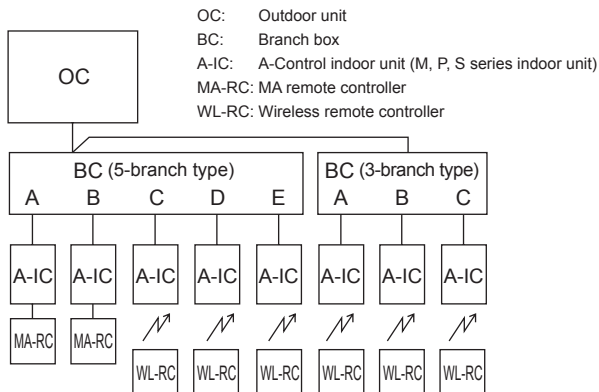 OC: Outdoor unit
BC: Branch box
A-IC: A-Control indoor unit (M, P, S series indoor unit)
MA-RC: MA remote controller
WL-RC: Wireless remote controller
OC
BC (5-branch type) BC (3-branch type)
A B C D E A B C
A-IC A-IC A-IC A-IC A-IC A-IC A-IC A-IC
MA-RC MA-RC
WL-RC WL-RC WL-RC WL-RC WL-RC WL-RC